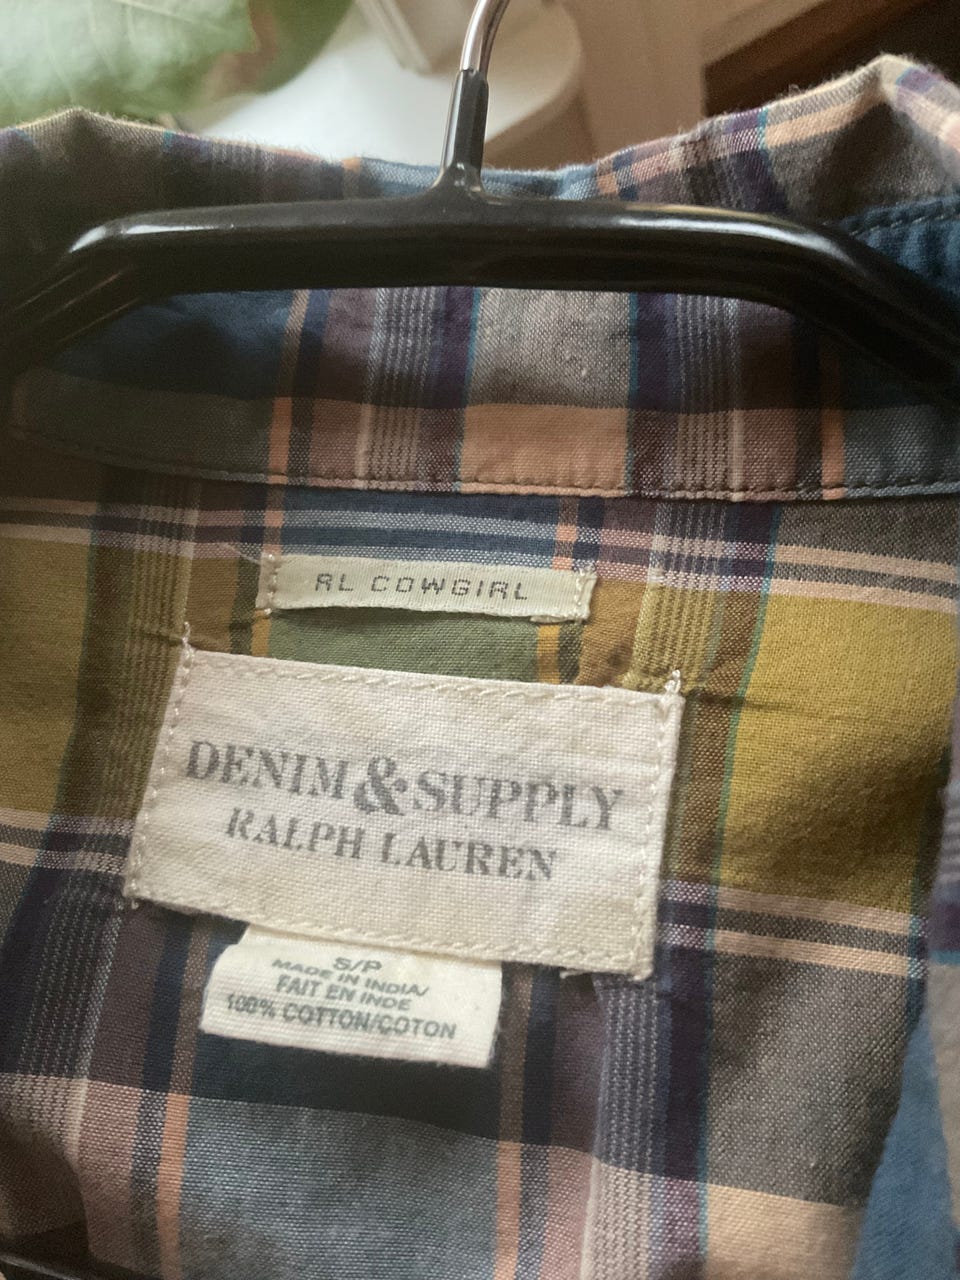 RL COWGIRL
DENIM & SUPPLY
RALPH LAUREN
S/P
MADE IN INDIA/
FAIT EN INDE
100% COTTON/COTON